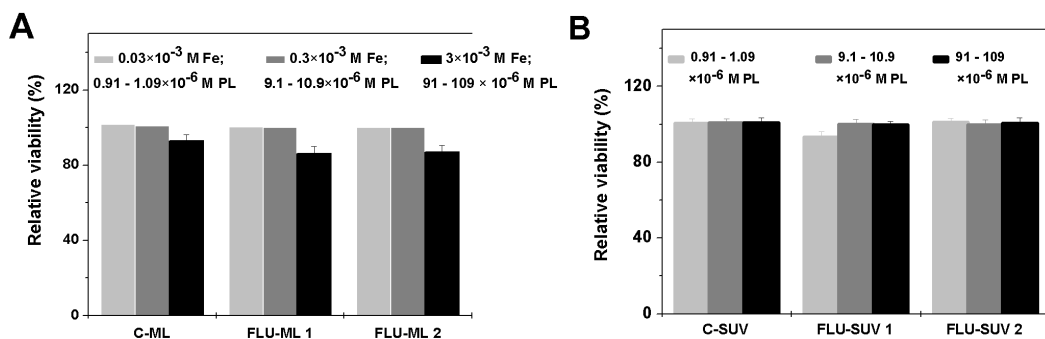 A
Relative viability (%)
120
80
40
0
0.03×10-3 M Fe;
0.91 - 1.09×10-6 M PL
0.3×10-3 M Fe;
9.1 - 10.9×10-6 M PL
3×10-3 M Fe;
91 - 109 × 10-6 M PL
C-ML
FLU-ML 1
FLU-ML 2
B
Relative viability (%)
120
80
40
0
0.91 - 1.09
×10-6 M PL
9.1 - 10.9
×10-6 M PL
91 - 109
×10-6 M PL
C-SUV
FLU-SUV 1
FLU-SUV 2